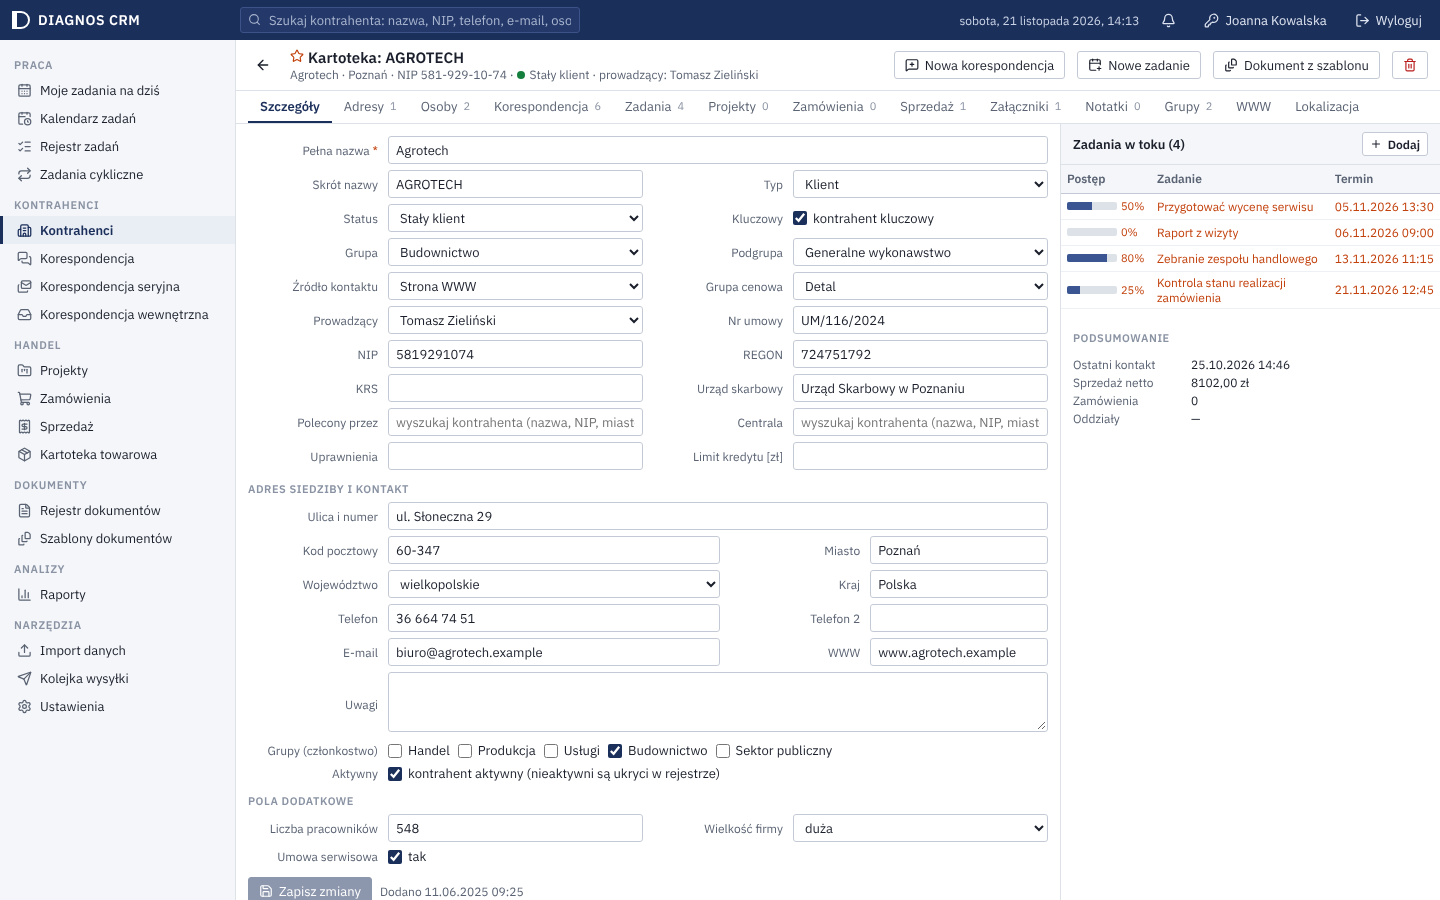 DIAGNOS CRM
Szukaj kontrahenta: nazwa, NIP, telefon, e-mail, oso
sobota, 21 listopada 2026, 14:13
Joanna Kowalska
Wyloguj
PRACA
Moje zadania na dziś
Kalendarz zadań
Rejestr zadań
Zadania cykliczne
KONTRAHENCI
Kontrahenci
Korespondencja
Korespondencja seryjna
Korespondencja wewnętrzna
HANDEL
Projekty
Zamówienia
Sprzedaż
Kartoteka towarowa
DOKUMENTY
Rejestr dokumentów
Szablony dokumentów
ANALIZY
Raporty
NARZĘDZIA
Import danych
Kolejka wysyłki
Ustawienia
Kartoteka: AGROTECH
Agrotech · Poznań · NIP 581-929-10-74 · Stały klient · prowadzący: Tomasz Zieliński
Nowa korespondencja
Nowe zadanie
Dokument z szablonu
Szczegóły Adresy 1 Osoby 2 Korespondencja 6 Zadania 4 Projekty 0 Zamówienia 0 Sprzedaż 1 Załączniki 1 Notatki 0 Grupy 2 WWW Lokalizacja
Pełna nazwa * Agrotech
Skrót nazwy AGROTECH Typ Klient
Status Stały klient Kluczowy kontrahent kluczowy
Grupa Budownictwo Podgrupa Generalne wykonawstwo
Źródło kontaktu Strona WWW Grupa cenowa Detal
Prowadzący Tomasz Zieliński Nr umowy UM/116/2024
NIP 5819291074 REGON 724751792
KRS Urząd skarbowy Urząd Skarbowy w Poznaniu
Polecony przez wyszukaj kontrahenta (nazwa, NIP, miast Centrala wyszukaj kontrahenta (nazwa, NIP, miast
Uprawnienia Limit kredytu [zł]
ADRES SIEDZIBY I KONTAKT
Ulica i numer ul. Słoneczna 29
Kod pocztowy 60-347 Miasto Poznań
Województwo wielkopolskie Kraj Polska
Telefon 36 664 74 51 Telefon 2
E-mail biuro@agrotech.example WWW www.agrotech.example
Uwagi
Grupy (członkostwo) Handel Produkcja Usługi Budownictwo Sektor publiczny
Aktywny kontrahent aktywny (nieaktywni są ukryci w rejestrze)
POLA DODATKOWE
Liczba pracowników 548 Wielkość firmy duża
Umowa serwisowa tak
Zapisz zmiany Dodano 11.06.2025 09:25
Zadania w toku (4) Dodaj
Postęp Zadanie Termin
50% Przygotować wycenę serwisu 05.11.2026 13:30
0% Raport z wizyty 06.11.2026 09:00
80% Zebranie zespołu handlowego 13.11.2026 11:15
25% Kontrola stanu realizacji zamówienia 21.11.2026 12:45
PODSUMOWANIE
Ostatni kontakt 25.10.2026 14:46
Sprzedaż netto 8102,00 zł
Zamówienia 0
Oddziały —